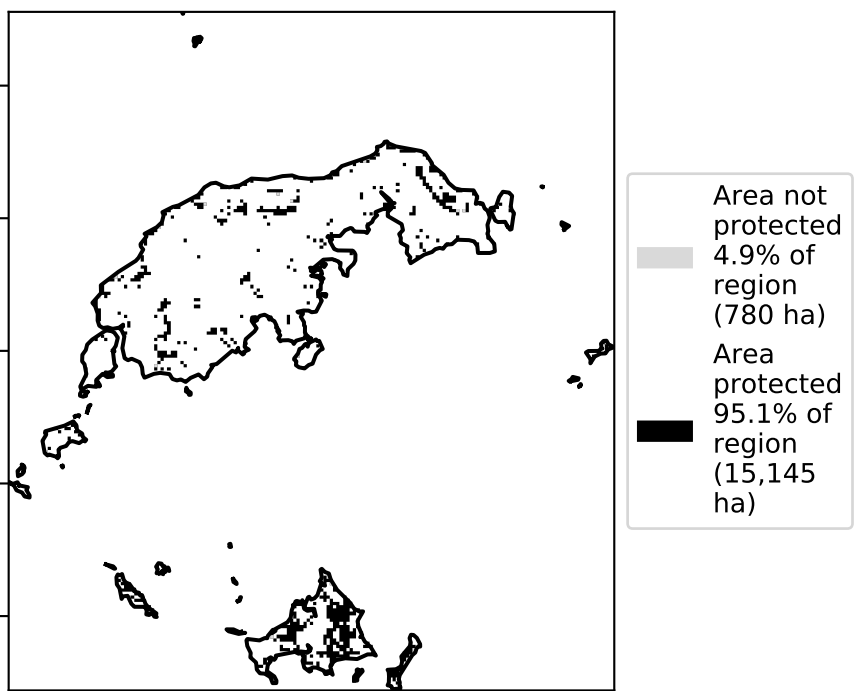 Area not
protected
4.9% of
region
(780 ha)
Area
protected
95.1% of
region
(15,145
ha)